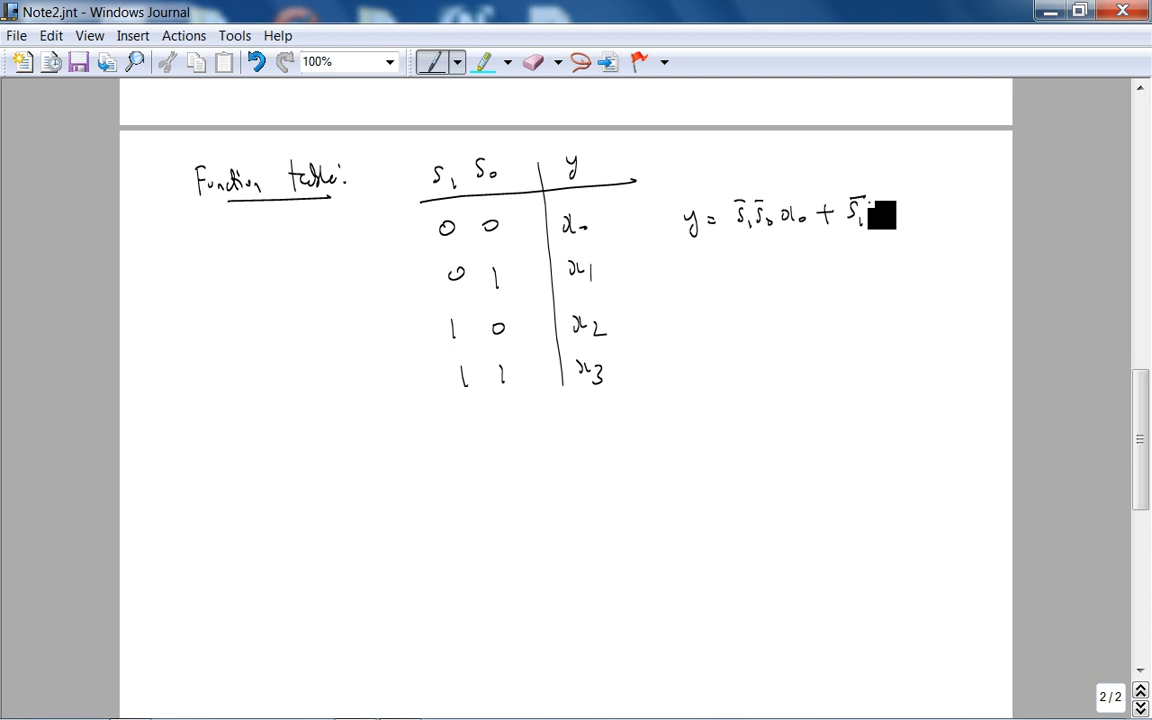 Note2.jnt - Windows Journal
File Edit View Insert Actions Tools Help
100%
Function table:
S₁ S₀ y
0 0 x₀
y = S̄₁S̄₀x₀ + S̄₁
0 1 x₁
1 0 x₂
1 1 x₃
2 / 2